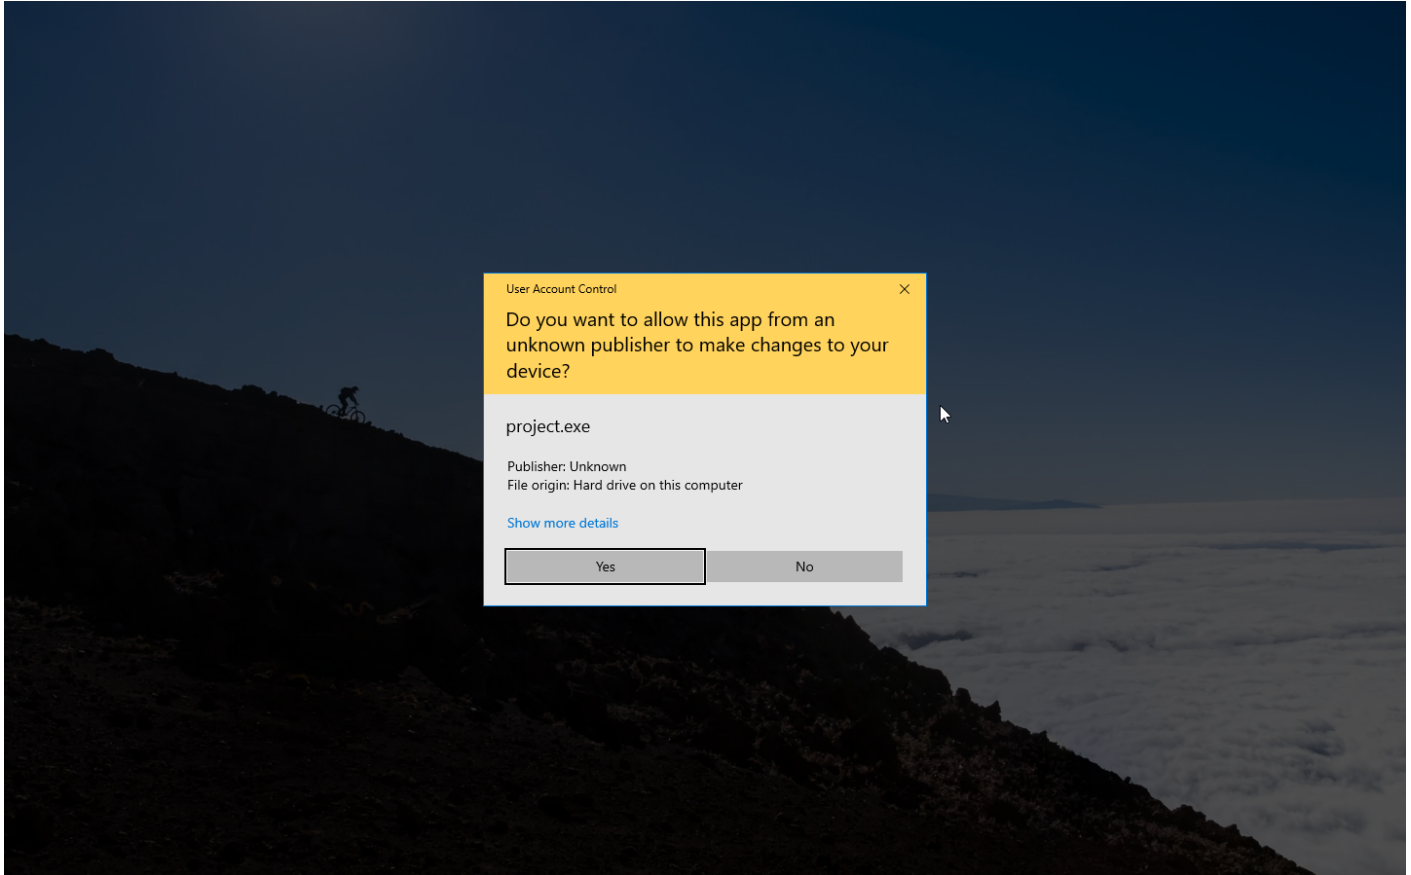 User Account Control
Do you want to allow this app from an
unknown publisher to make changes to your
device?
project.exe
Publisher: Unknown
File origin: Hard drive on this computer
Show more details
Yes
No